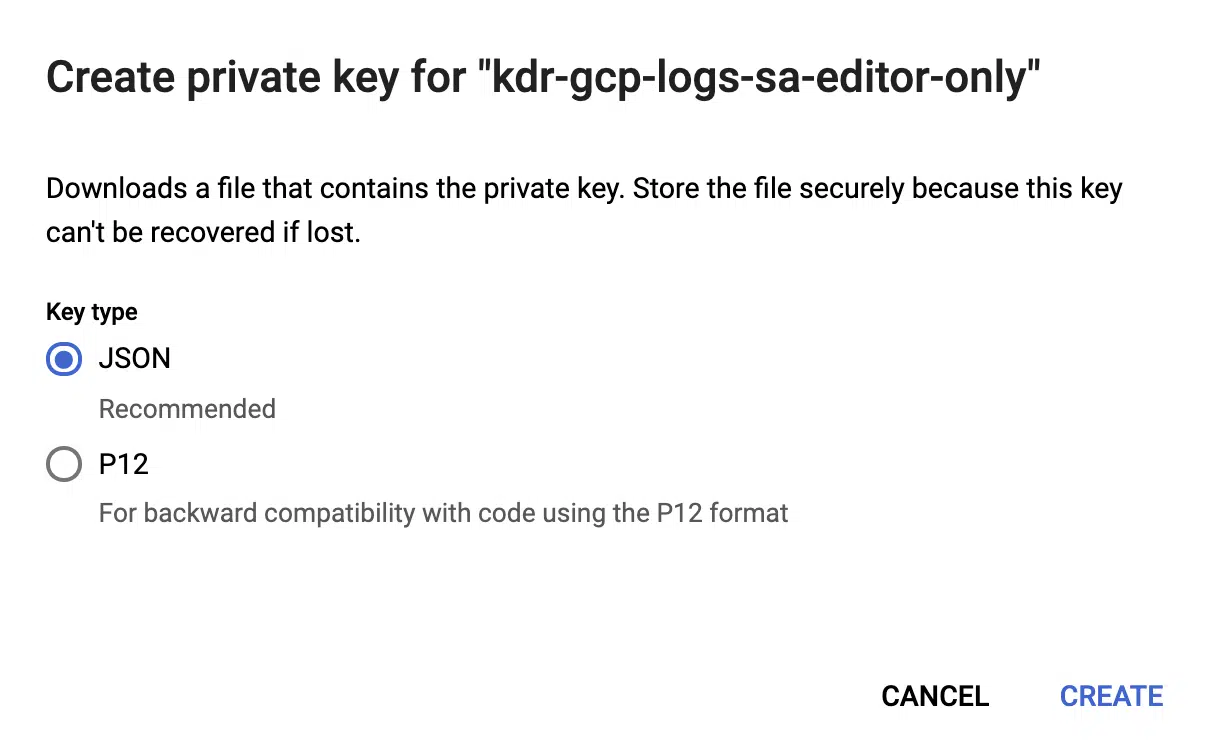 Create private key for "kdr-gcp-logs-sa-editor-only"
Downloads a file that contains the private key. Store the file securely because this key
can't be recovered if lost.
Key type
JSON
Recommended
P12
For backward compatibility with code using the P12 format
CANCEL CREATE